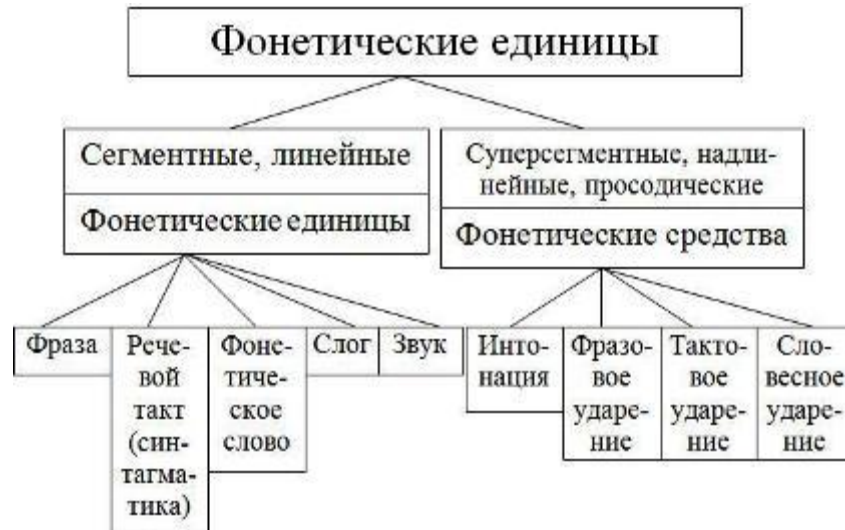 Фонетические единицы
Сегментные, линейные
Фонетические единицы
Суперсегментные, надли-
нейные, просодические
Фонетические средства
Фраза
Рече-
вой
такт
(син-
тагма-
тика)
Фоне-
тиче-
ское
слово
Слог
Звук
Инто-
нация
Фразо-
вое
ударе-
ние
Такто-
вое
ударе-
ние
Сло-
весное
ударе-
ние